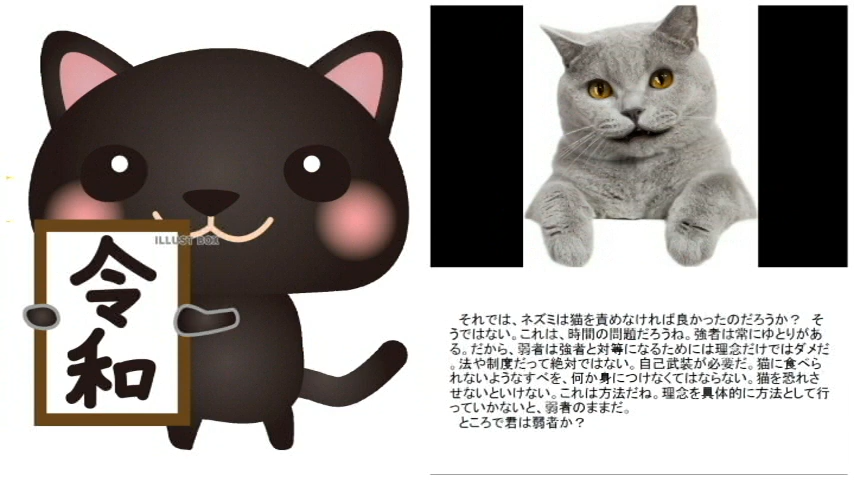 令和
ILLUST BOX
それでは、ネズミは猫を責めなければ良かったのだろうか？　そ
うではない。これは、時間の問題だろうね。強者は常にゆとりがあ
る。だから、弱者は強者と対等になるためには理念だけではダメだ
。法や制度だって絶対ではない。自己武装が必要だ。猫に食べら
れないようなすべを、何か身につけなくてはならない。猫を恐れさ
せないといけない。これは方法だね。理念を具体的に方法として行
っていかないと、弱者のままだ。
ところで君は弱者か？